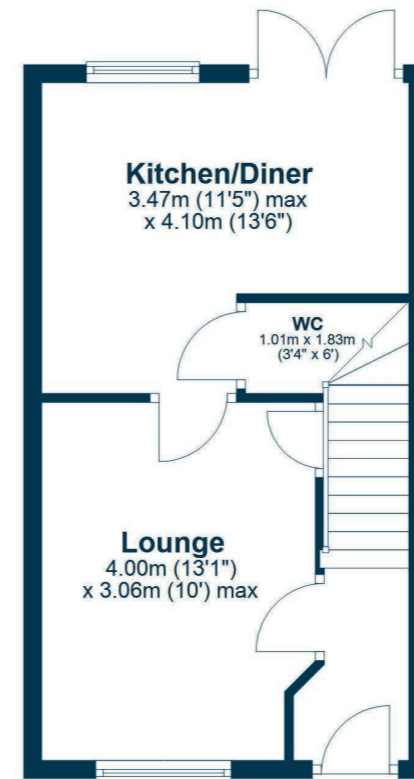 Kitchen/Diner
3.47m (11'5") max
x 4.10m (13'6")
WC
1.01m x 1.83m
(3'4" x 6')
Lounge
4.00m (13'1")
x 3.06m (10') max